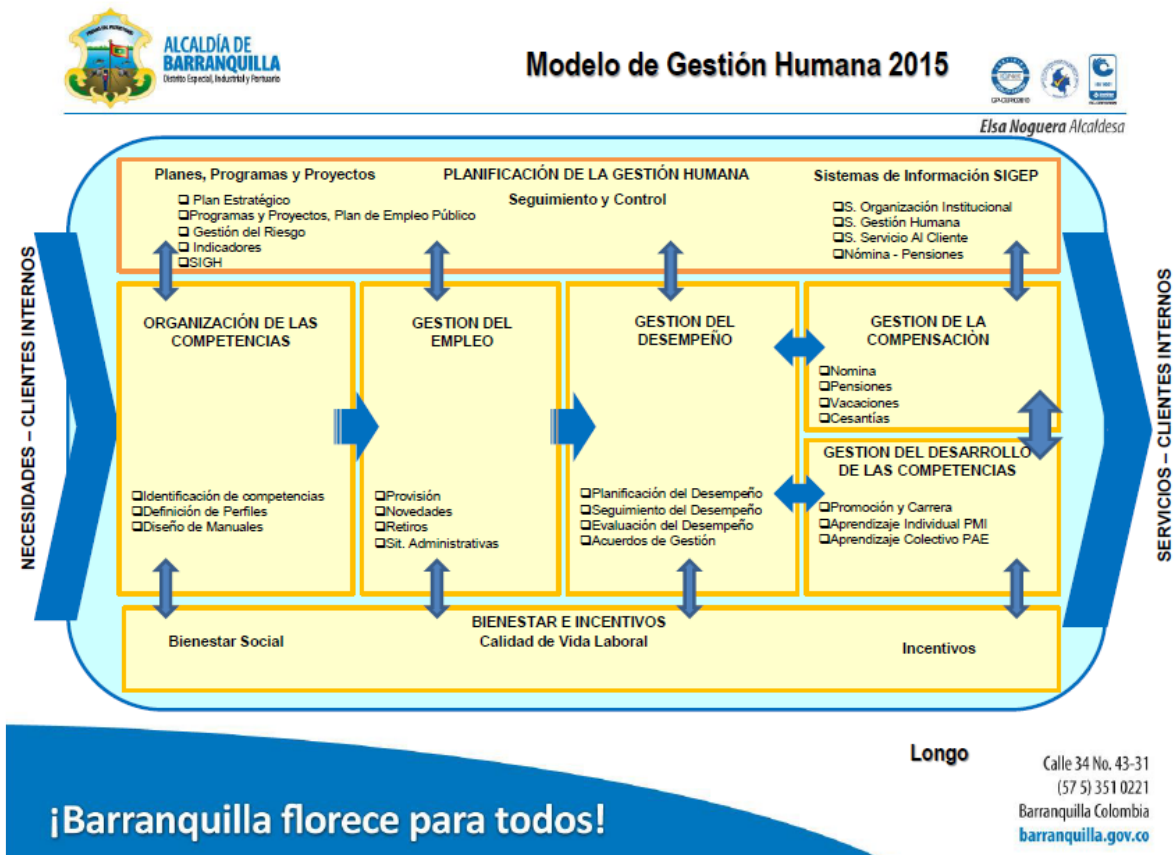 ALCALDÍA DE
BARRANQUILLA
Distrito Especial, Industrial y Portuario
Modelo de Gestión Humana 2015
Elsa Noguera Alcaldesa
NECESIDADES – CLIENTES INTERNOS
Planes, Programas y Proyectos
❑ Plan Estratégico
❑Programas y Proyectos, Plan de Empleo Público
❑ Gestión del Riesgo
❑ Indicadores
❑SIGH
PLANIFICACIÓN DE LA GESTIÓN HUMANA
Seguimiento y Control
Sistemas de Información SIGEP
❑S. Organización Institucional
❑S. Gestión Humana
❑S. Servicio Al Cliente
❑Nómina - Pensiones
ORGANIZACIÓN DE LAS
COMPETENCIAS
❑Identificación de competencias
❑Definición de Perfiles
❑Diseño de Manuales
GESTION DEL
EMPLEO
❑Provisión
❑Novedades
❑Retiros
❑Sit. Administrativas
GESTION DEL
DESEMPEÑO
❑Planificación del Desempeño
❑Seguimiento del Desempeño
❑Evaluación del Desempeño
❑Acuerdos de Gestión
GESTION DE LA
COMPENSACIÒN
❑Nomina
❑Pensiones
❑Vacaciones
❑Cesantías
GESTION DEL DESARROLLO
DE LAS COMPETENCIAS
❑Promoción y Carrera
❑Aprendizaje Individual PMI
❑Aprendizaje Colectivo PAE
BIENESTAR E INCENTIVOS
Calidad de Vida Laboral
Bienestar Social
Incentivos
SERVICIOS – CLIENTES INTERNOS
Longo
¡Barranquilla florece para todos!
Calle 34 No. 43-31
(57 5) 351 0221
Barranquilla Colombia
barranquilla.gov.co